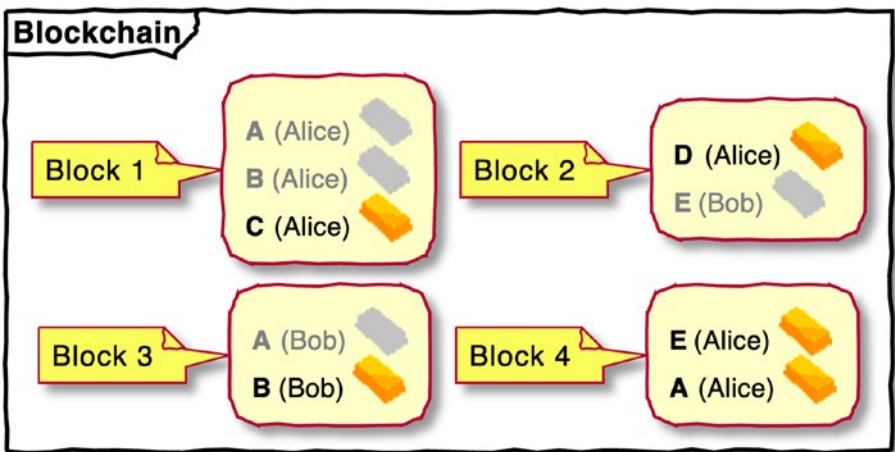 Blockchain
Block 1
A (Alice)
B (Alice)
C (Alice)
Block 2
D (Alice)
E (Bob)
Block 3
A (Bob)
B (Bob)
Block 4
E (Alice)
A (Alice)